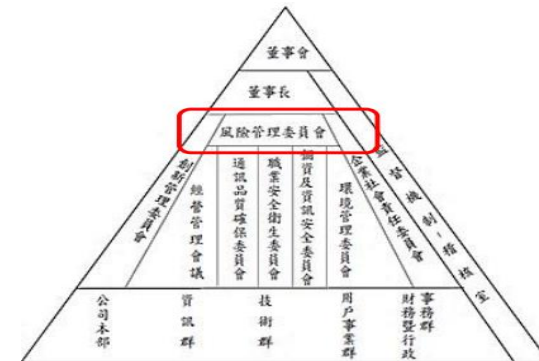 董事會
董事長
風險管理委員會
創新管理委員會
經營管理會議
通訊品質確保委員會
職業安全衛生委員會
個資及資訊安全委員會
環境管理委員會
企業社會責任委員會
監督機制-稽核室
公司本部
資訊群
技術群
用戶事業群
財務暨行政
事務群